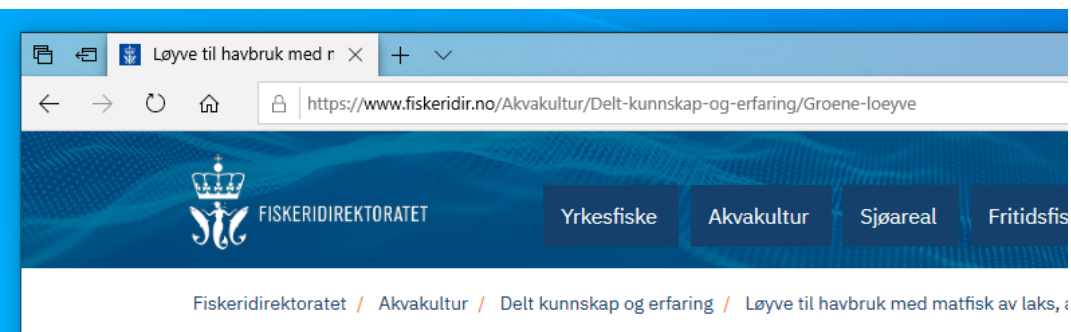 Løyve til havbruk med
https://www.fiskeridir.no/Akvakultur/Delt-kunnskap-og-erfaring/Groene-loeyve
FISKERIDIREKTORATET
Yrkesfiske Akvakultur Sjøareal Fritidsfis
Fiskeridirektoratet / Akvakultur / Delt kunnskap og erfaring / Løyve til havbruk med matfisk av laks,